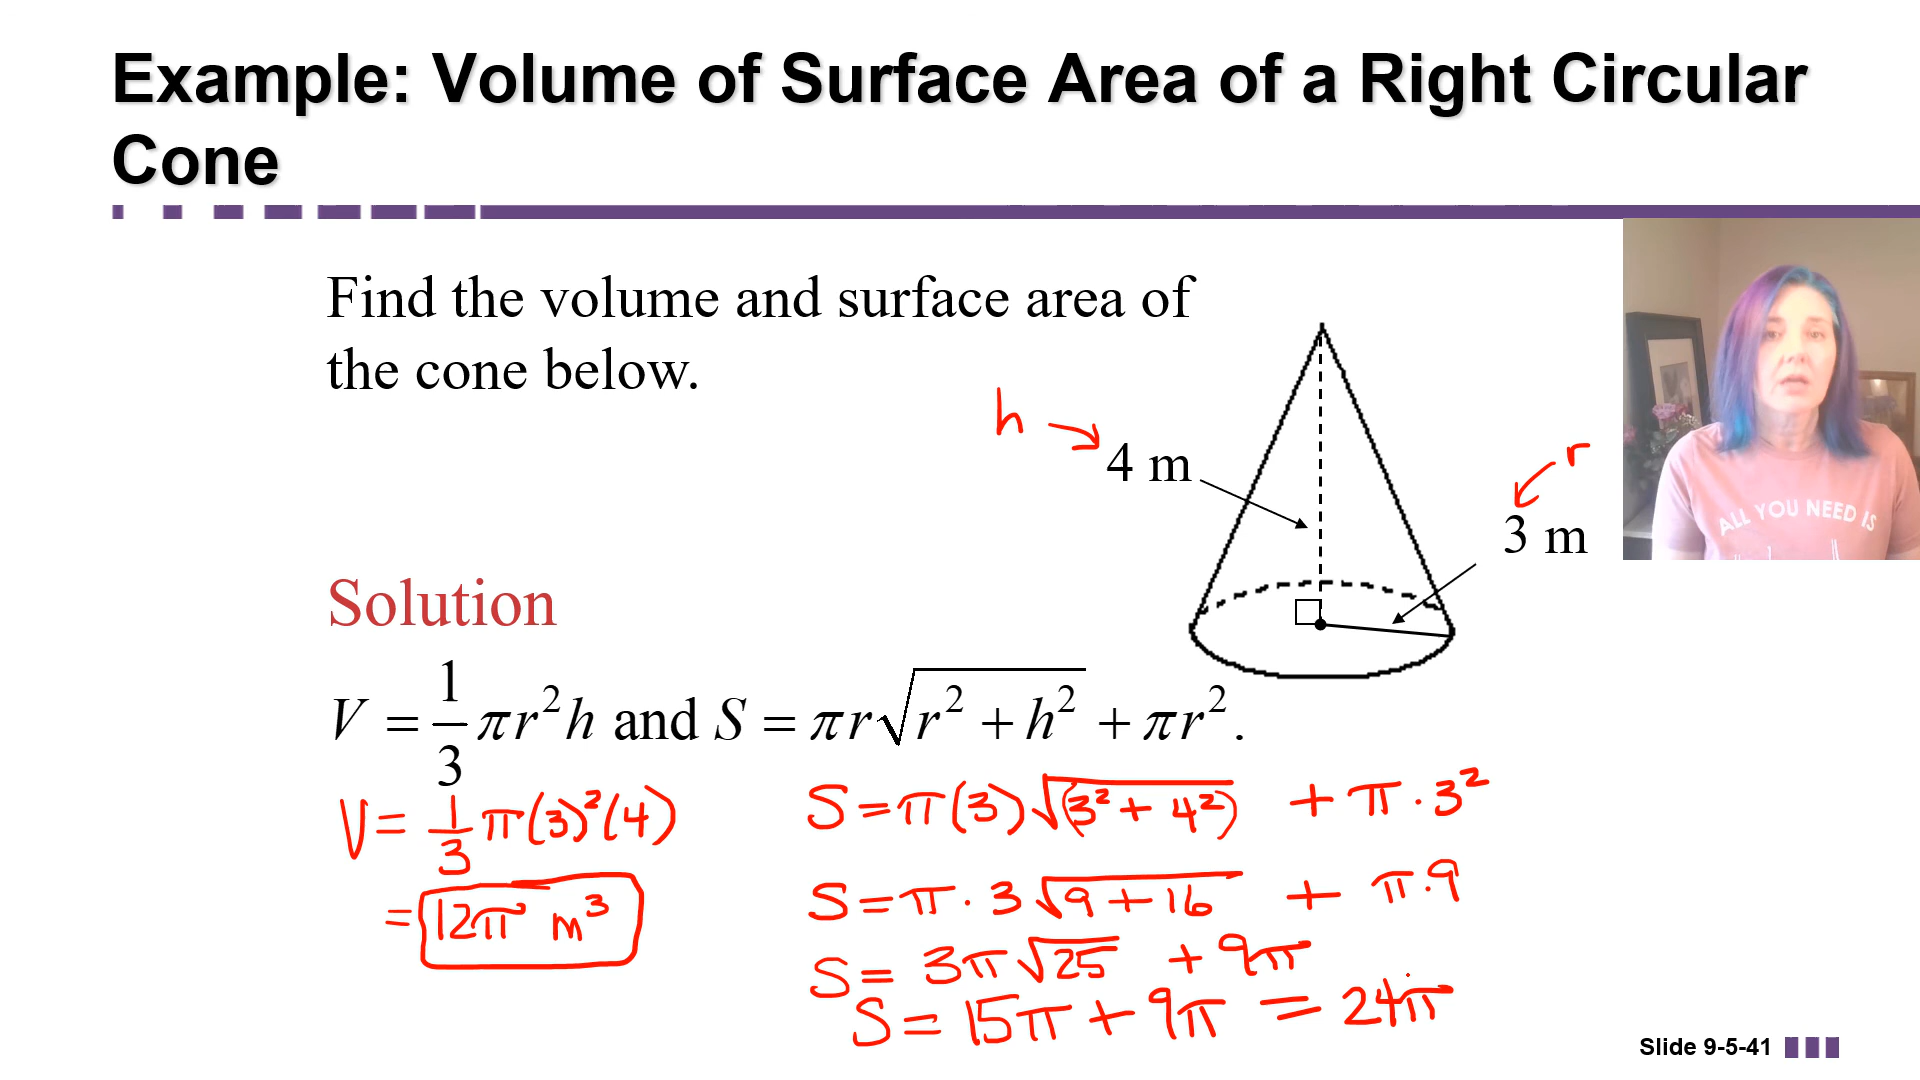 Example: Volume of Surface Area of a Right Circular
Cone
Find the volume and surface area of
the cone below.
h
4 m
r
3 m
ALL YOU NEED IS
Solution
V = 1/3 πr²h and S = πr√(r² + h²) + πr².
V = 1/3 π(3)²(4)
= 12π m³
S = π(3)√(3² + 4²) + π·3²
S = π·3√(9 + 16) + π·9
S = 3π√25 + 9π
S = 15π + 9π = 24π
Slide 9-5-41